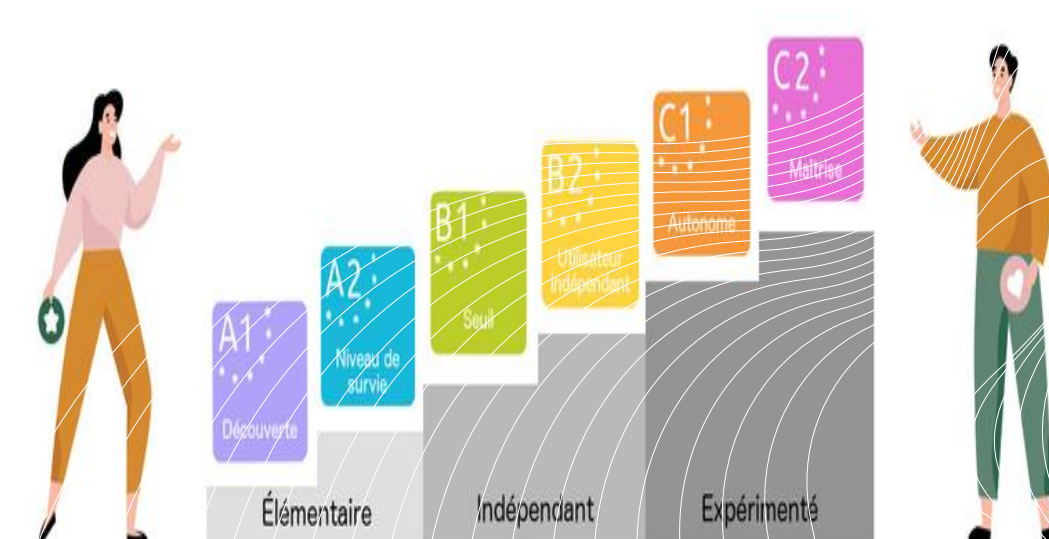 A1
Découverte
A2
Niveau de
survie
B1
Seuil
B2
Utilisateur
Indépendant
C1
Autonome
C2
Maîtrise
Élémentaire
Indépendant
Expérimenté